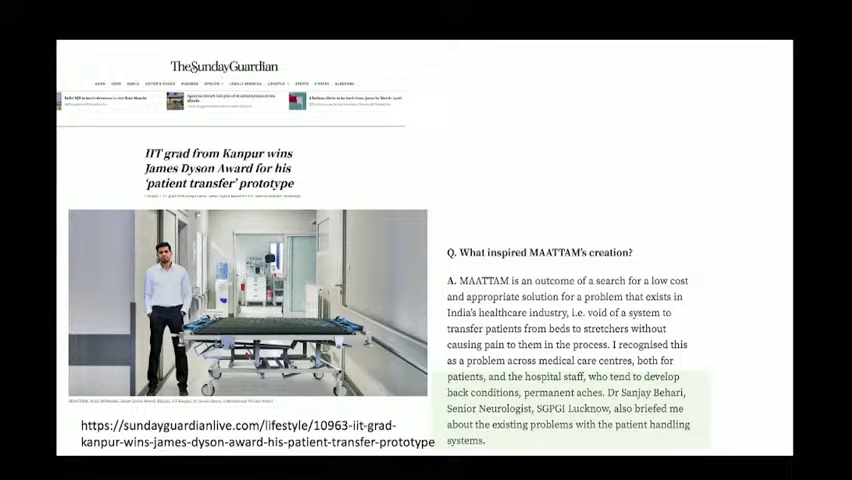 TheSundayGuardian
IIT grad from Kanpur wins
James Dyson Award for his
‘patient transfer’ prototype
Q. What inspired MAATTAM’s creation?
A. MAATTAM is an outcome of a search for a low cost
and appropriate solution for a problem that exists in
India’s healthcare industry, i.e. void of a system to
transfer patients from beds to stretchers without
causing pain to them in the process. I recognised this
as a problem across medical care centres, both for
patients, and the hospital staff, who tend to develop
back conditions, permanent aches. Dr Sanjay Behari,
Senior Neurologist, SGPGI Lucknow, also briefed me
about the existing problems with the patient handling
systems.
https://sundayguardianlive.com/lifestyle/10963-iit-grad-
kanpur-wins-james-dyson-award-his-patient-transfer-prototype